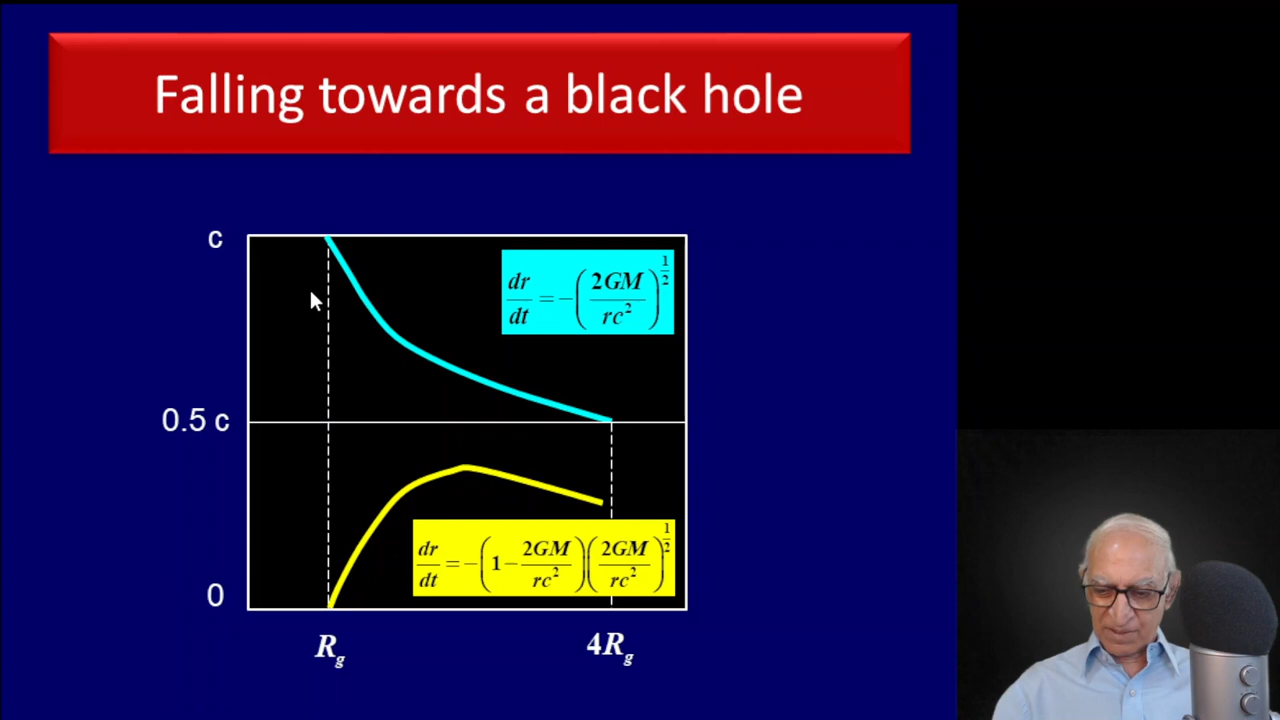 Falling towards a black hole
c
dr/dt = -(2GM/rc²)^1/2
0.5 c
dr/dt = -(1-2GM/rc²)(2GM/rc²)^1/2
0
R_g
4R_g